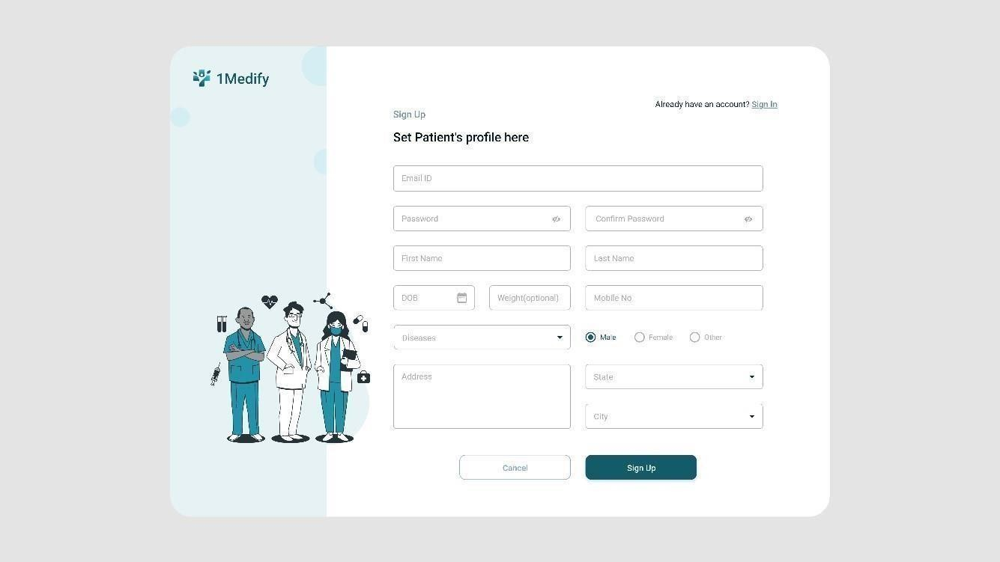 1Medify
Already have an account? Sign In
Sign Up
Set Patient's profile here
Email ID
Password
Confirm Password
First Name
Last Name
DOB
Weight(optional)
Mobile No
Diseases
Male
Female
Other
Address
State
City
Cancel
Sign Up